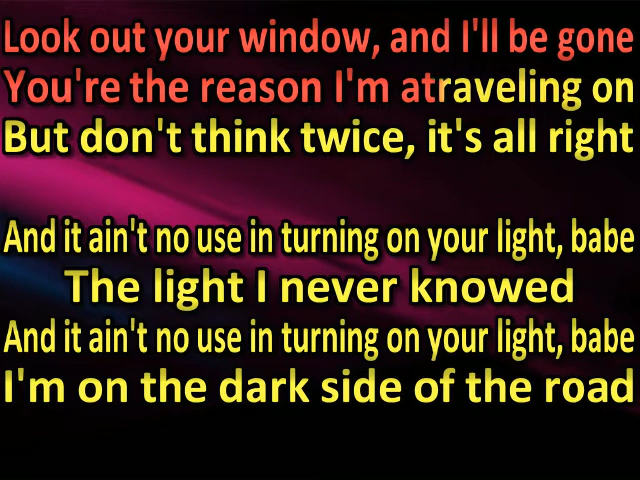 Look out your window, and I'll be gone
You're the reason I'm atraveling on
But don't think twice, it's all right
And it ain't no use in turning on your light, babe
The light I never knowed
And it ain't no use in turning on your light, babe
I'm on the dark side of the road